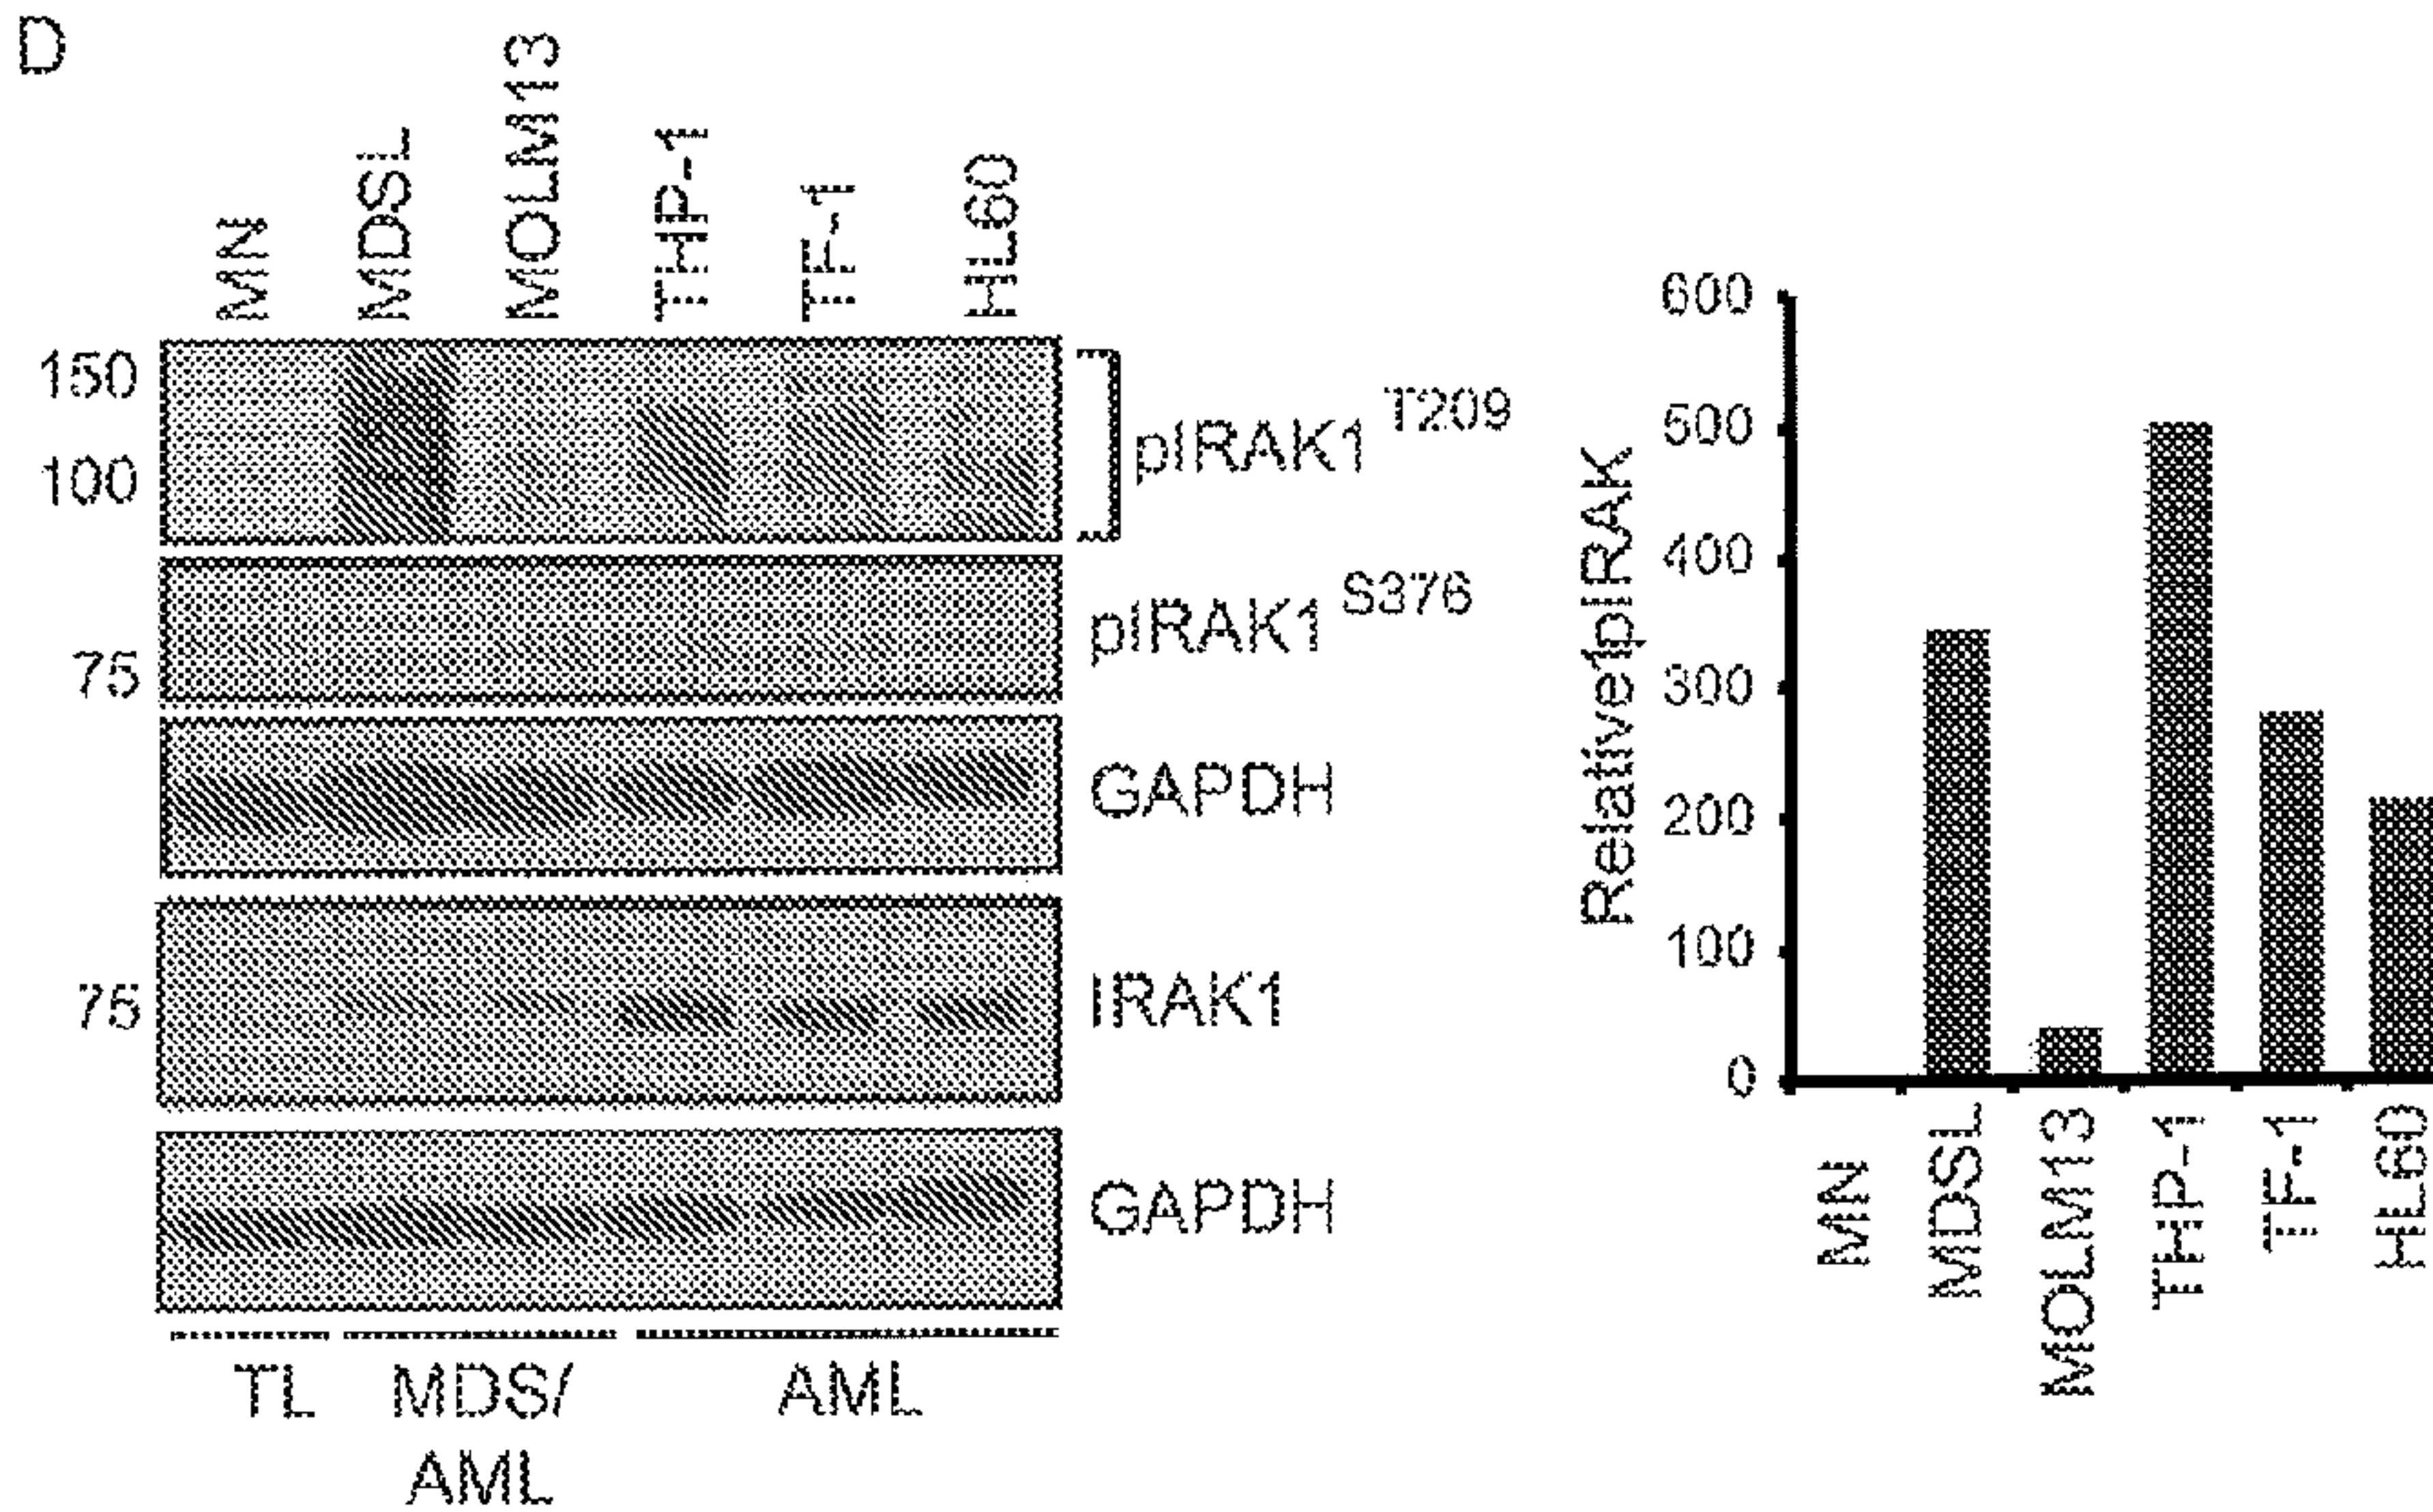 D
MN
MDSL
MOLM13
THP-1
TF-1
HL60
150
100
pIRAK1 T209
75
pIRAK1 S376
GAPDH
75
IRAK1
GAPDH
TL
MDS/
AML
AML
Relative pIRAK1
600
500
400
300
200
100
0
MN
MDSL
MOLM13
THP-1
TF-1
HL60